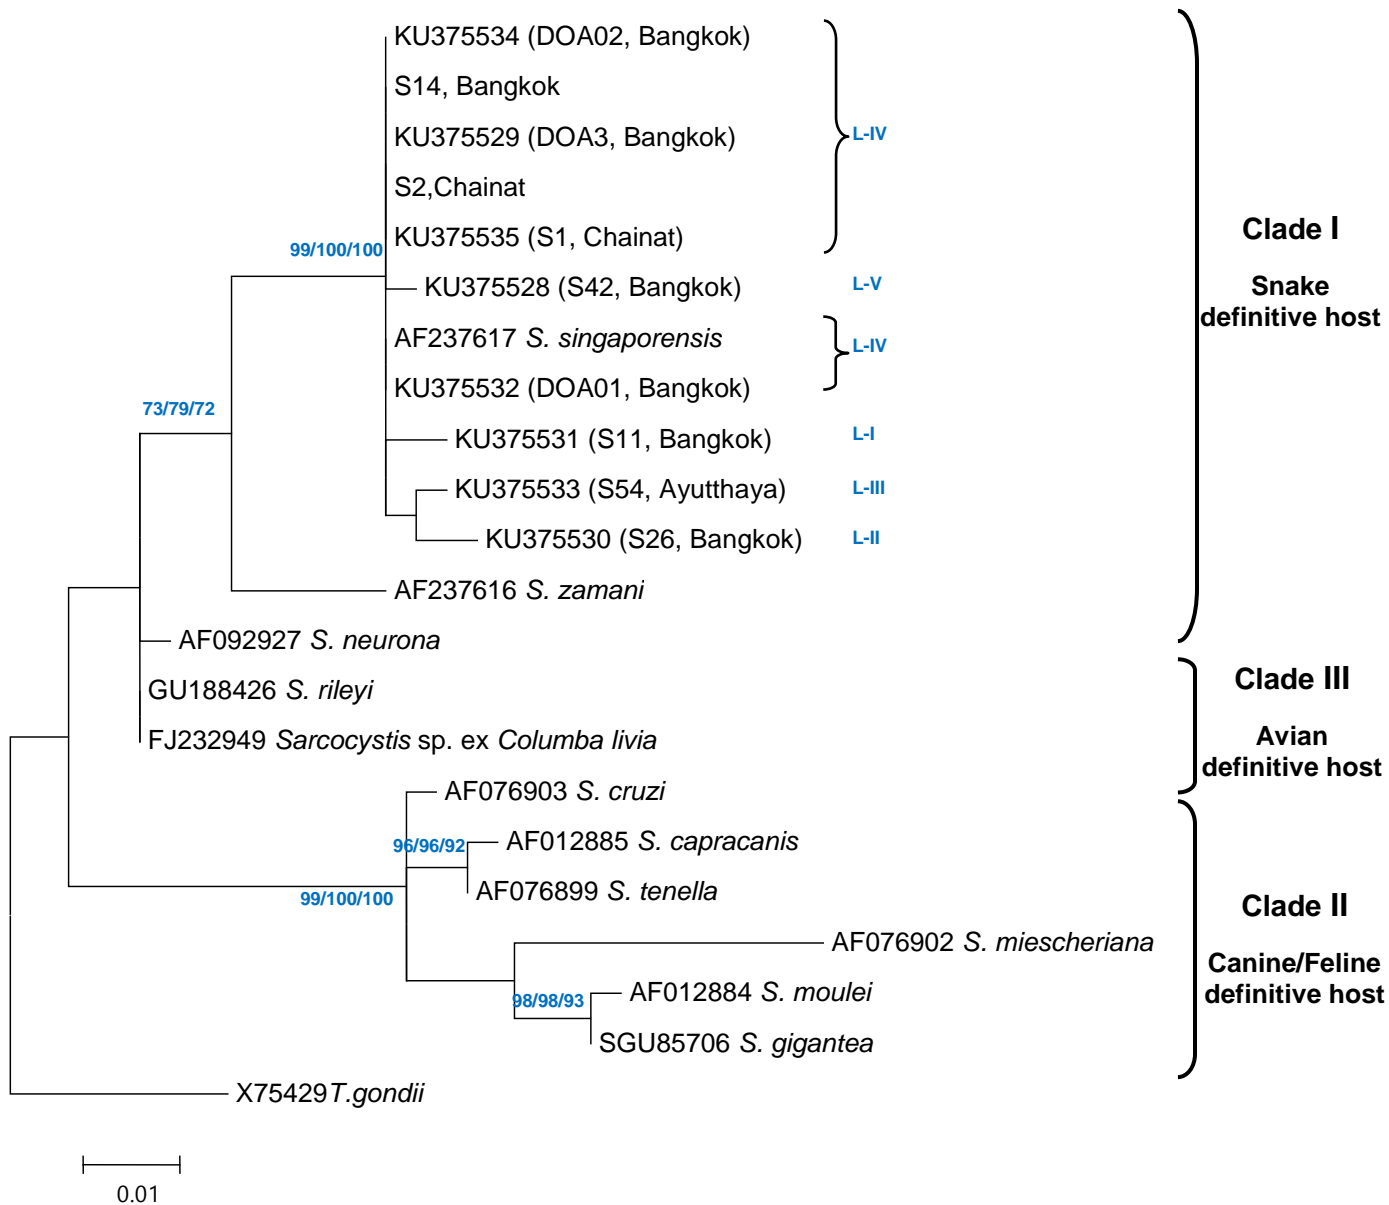 KU375534 (DOA02, Bangkok)
S14, Bangkok
KU375529 (DOA3, Bangkok)
L-IV
S2,Chainat
KU375535 (S1, Chainat)
99/100/100
KU375528 (S42, Bangkok)
L-V
AF237617 S. singaporensis
L-IV
KU375532 (DOA01, Bangkok)
73/79/72
KU375531 (S11, Bangkok)
L-I
KU375533 (S54, Ayutthaya)
L-III
KU375530 (S26, Bangkok)
L-II
AF237616 S. zamani
AF092927 S. neurona
Clade I
Snake
definitive host
GU188426 S. rileyi
FJ232949 Sarcocystis sp. ex Columba livia
Clade III
Avian
definitive host
AF076903 S. cruzi
96/96/92
AF012885 S. capracanis
99/100/100
AF076899 S. tenella
AF076902 S. miescheriana
98/98/93
AF012884 S. moulei
SGU85706 S. gigantea
Clade II
Canine/Feline
definitive host
X75429T.gondii
0.01